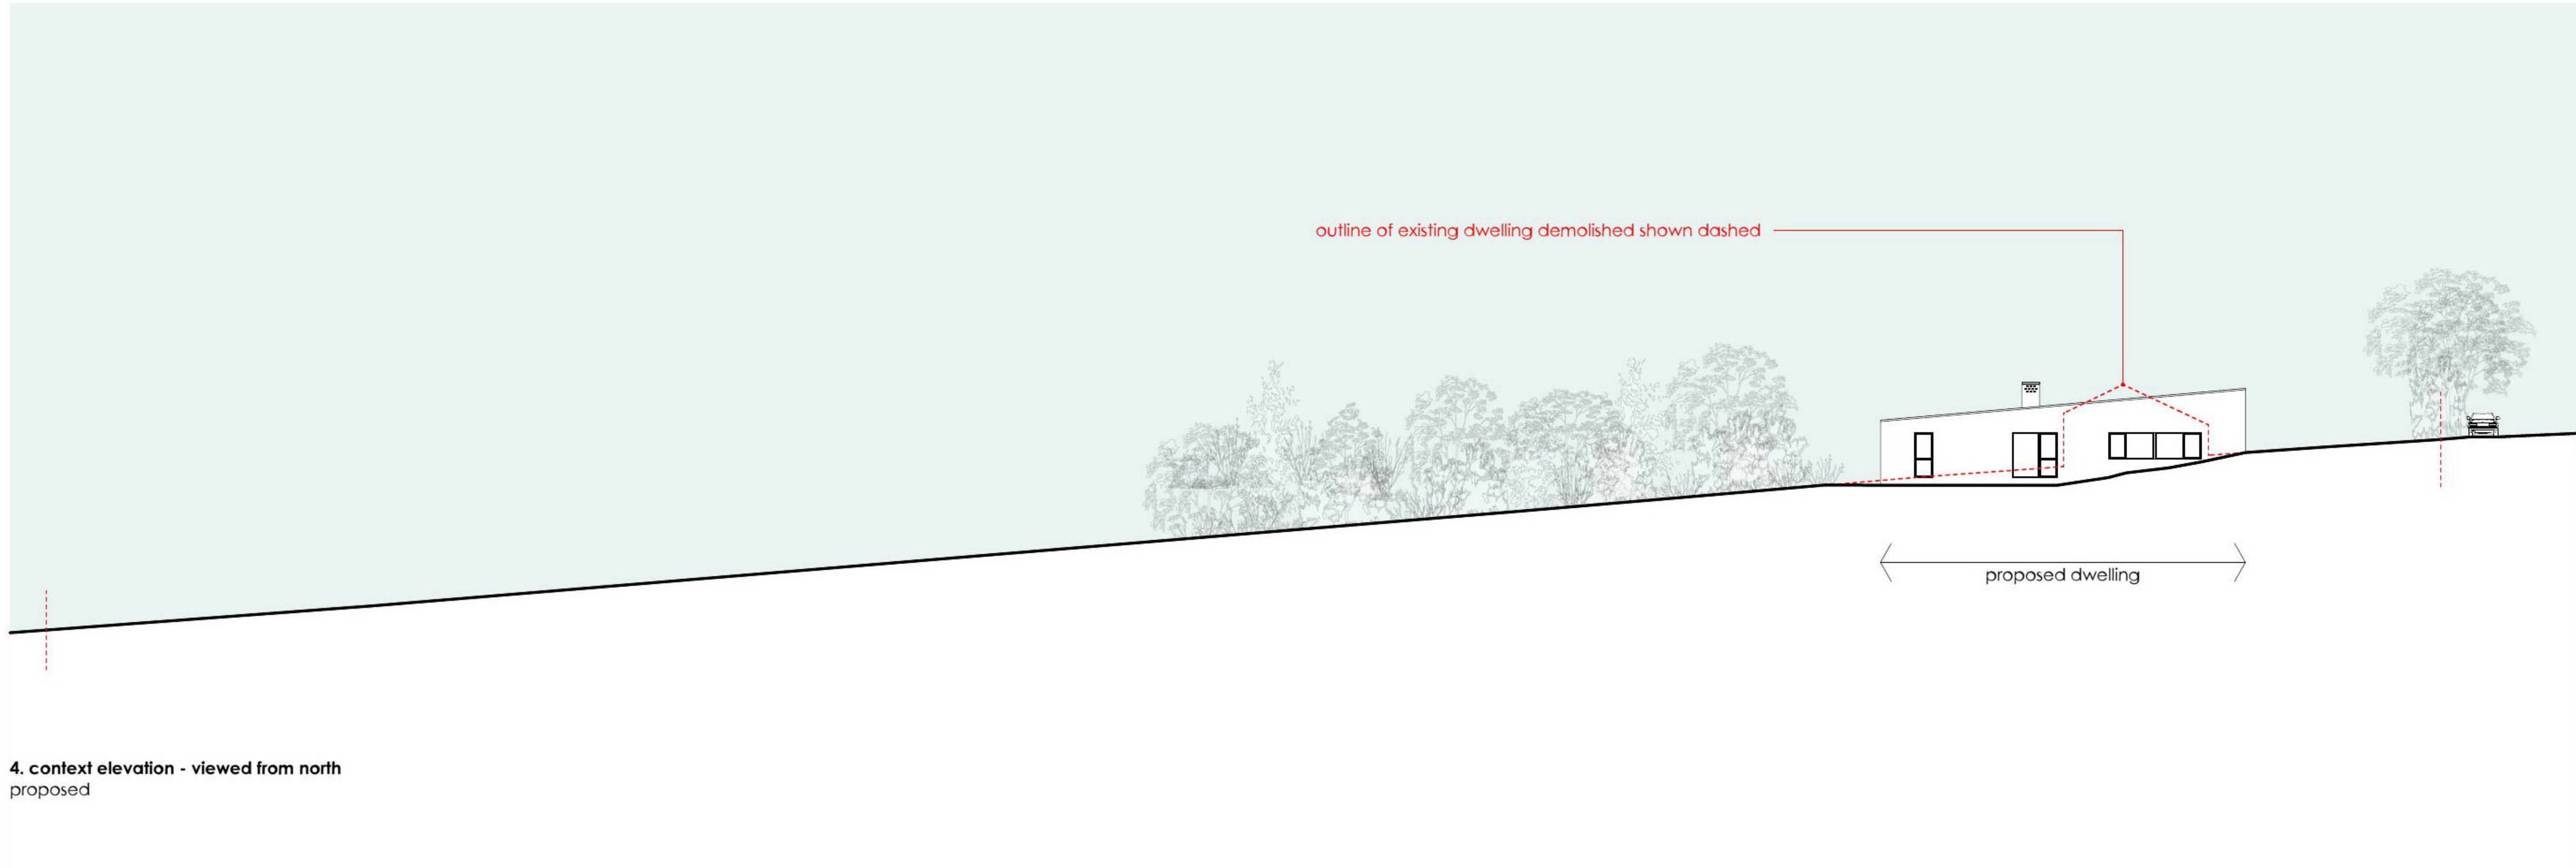 outline of existing dwelling demolished shown dashed
proposed dwelling
4. context elevation - viewed from north
proposed